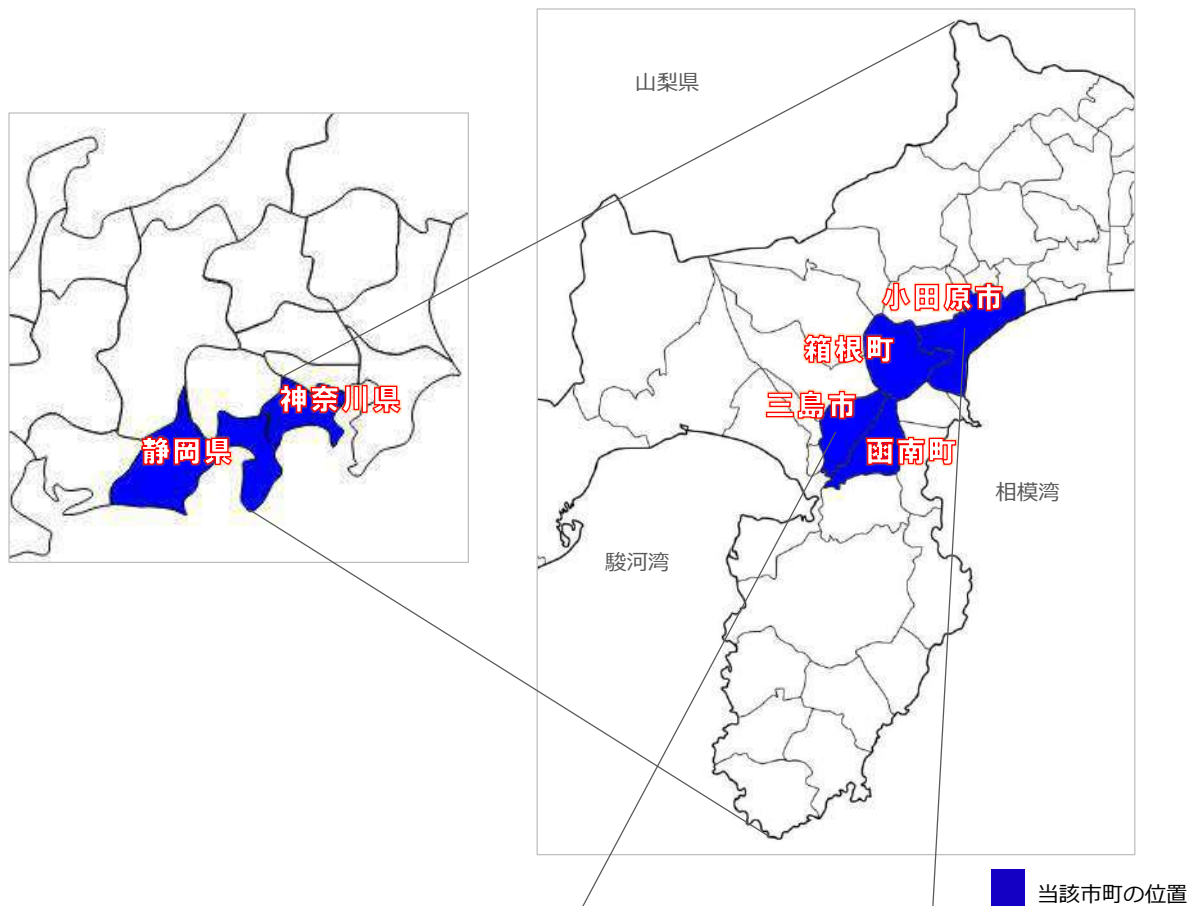 山梨県
神奈川県
静岡県
小田原市
箱根町
三島市
函南町
相模湾
駿河湾
当該市町の位置